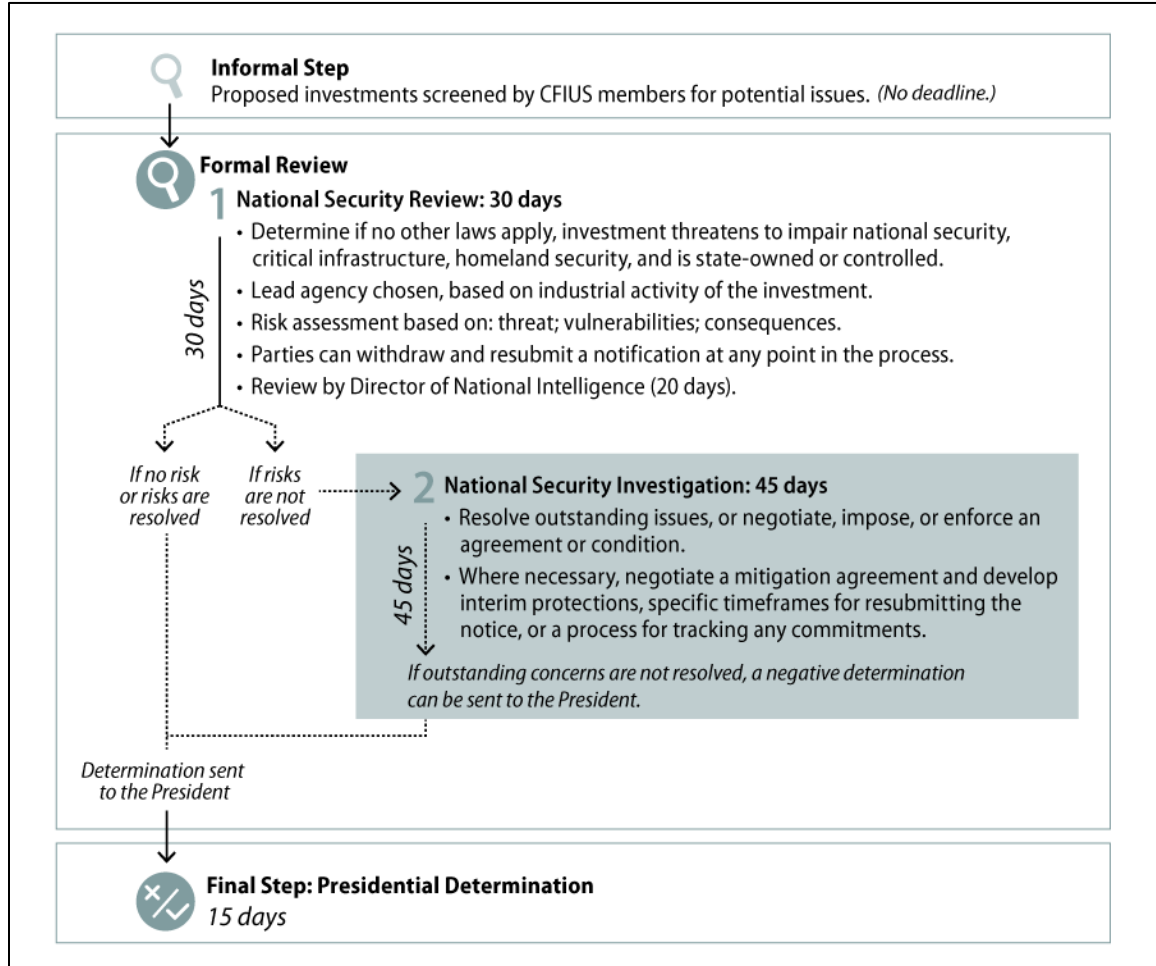 Informal Step
Proposed investments screened by CFIUS members for potential issues. (No deadline.)
Formal Review
1 National Security Review: 30 days
• Determine if no other laws apply, investment threatens to impair national security,
critical infrastructure, homeland security, and is state-owned or controlled.
• Lead agency chosen, based on industrial activity of the investment.
• Risk assessment based on: threat; vulnerabilities; consequences.
• Parties can withdraw and resubmit a notification at any point in the process.
• Review by Director of National Intelligence (20 days).
30 days
If no risk
or risks are
resolved
If risks
are not
resolved
2 National Security Investigation: 45 days
• Resolve outstanding issues, or negotiate, impose, or enforce an
agreement or condition.
• Where necessary, negotiate a mitigation agreement and develop
interim protections, specific timeframes for resubmitting the
notice, or a process for tracking any commitments.
45 days
If outstanding concerns are not resolved, a negative determination
can be sent to the President.
Determination sent
to the President
Final Step: Presidential Determination
15 days